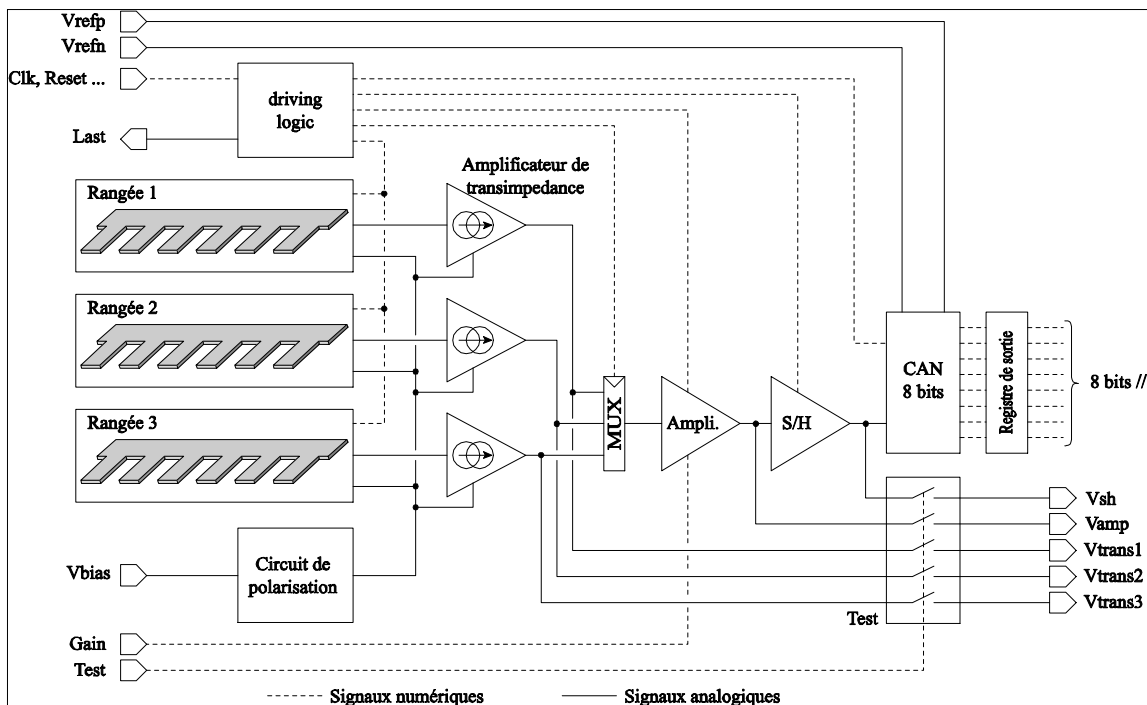 Vrefp
Vrefn
Clk, Reset ...
driving
logic
Last
Amplificateur de
transimpedance
Rangée 1
Rangée 2
Rangée 3
MUX
Ampli.
S/H
CAN
8 bits
Registre de sortie
8 bits //
Vsh
Vamp
Vtrans1
Vtrans2
Vtrans3
Test
Vbias
Circuit de
polarisation
Gain
Test
Signaux numériques
Signaux analogiques